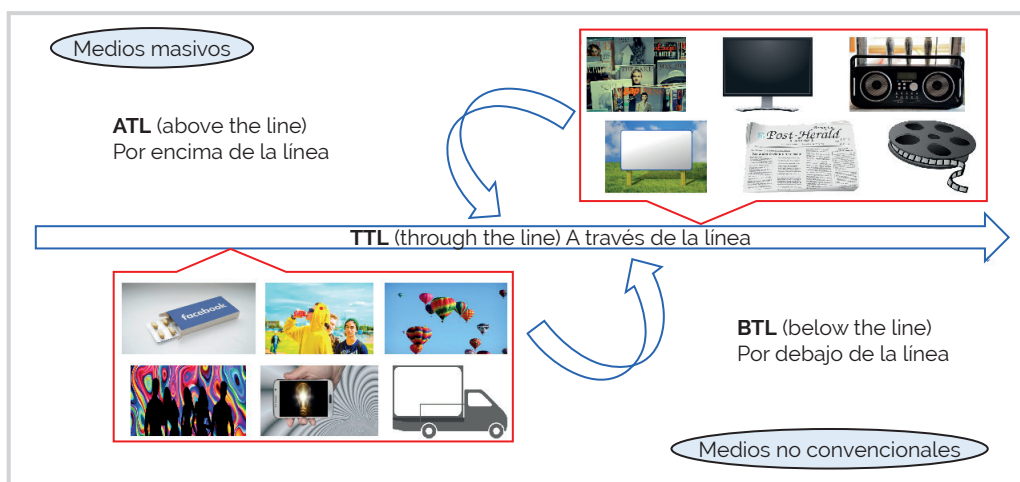 Medios masivos
ATL (above the line)
Por encima de la línea
Post-Herald
TTL (through the line) A través de la línea
facebook
BTL (below the line)
Por debajo de la línea
Medios no convencionales